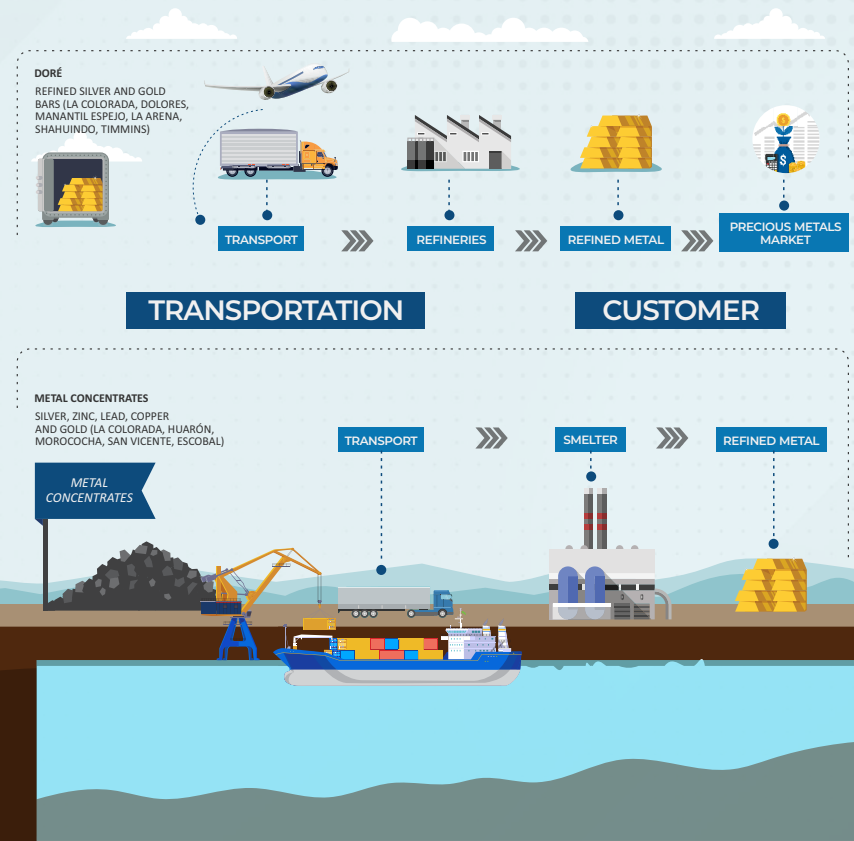 DORÉ
REFINED SILVER AND GOLD
BARS (LA COLORADA, DOLORES,
MANANTIL ESPEJO, LA ARENA,
SHAHUINDO, TIMMINS)
TRANSPORT
REFINERIES
REFINED METAL
PRECIOUS METALS
MARKET
$
TRANSPORTATION
CUSTOMER
METAL CONCENTRATES
SILVER, ZINC, LEAD, COPPER
AND GOLD (LA COLORADA, HUARÓN,
MOROCOCHA, SAN VICENTE, ESCOBAL)
TRANSPORT
SMELTER
REFINED METAL
METAL
CONCENTRATES